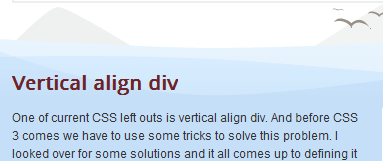 Vertical align div
One of current CSS left outs is vertical align div. And before CSS
3 comes we have to use some tricks to solve this problem. I
looked over for some solutions and it all comes up to defining it